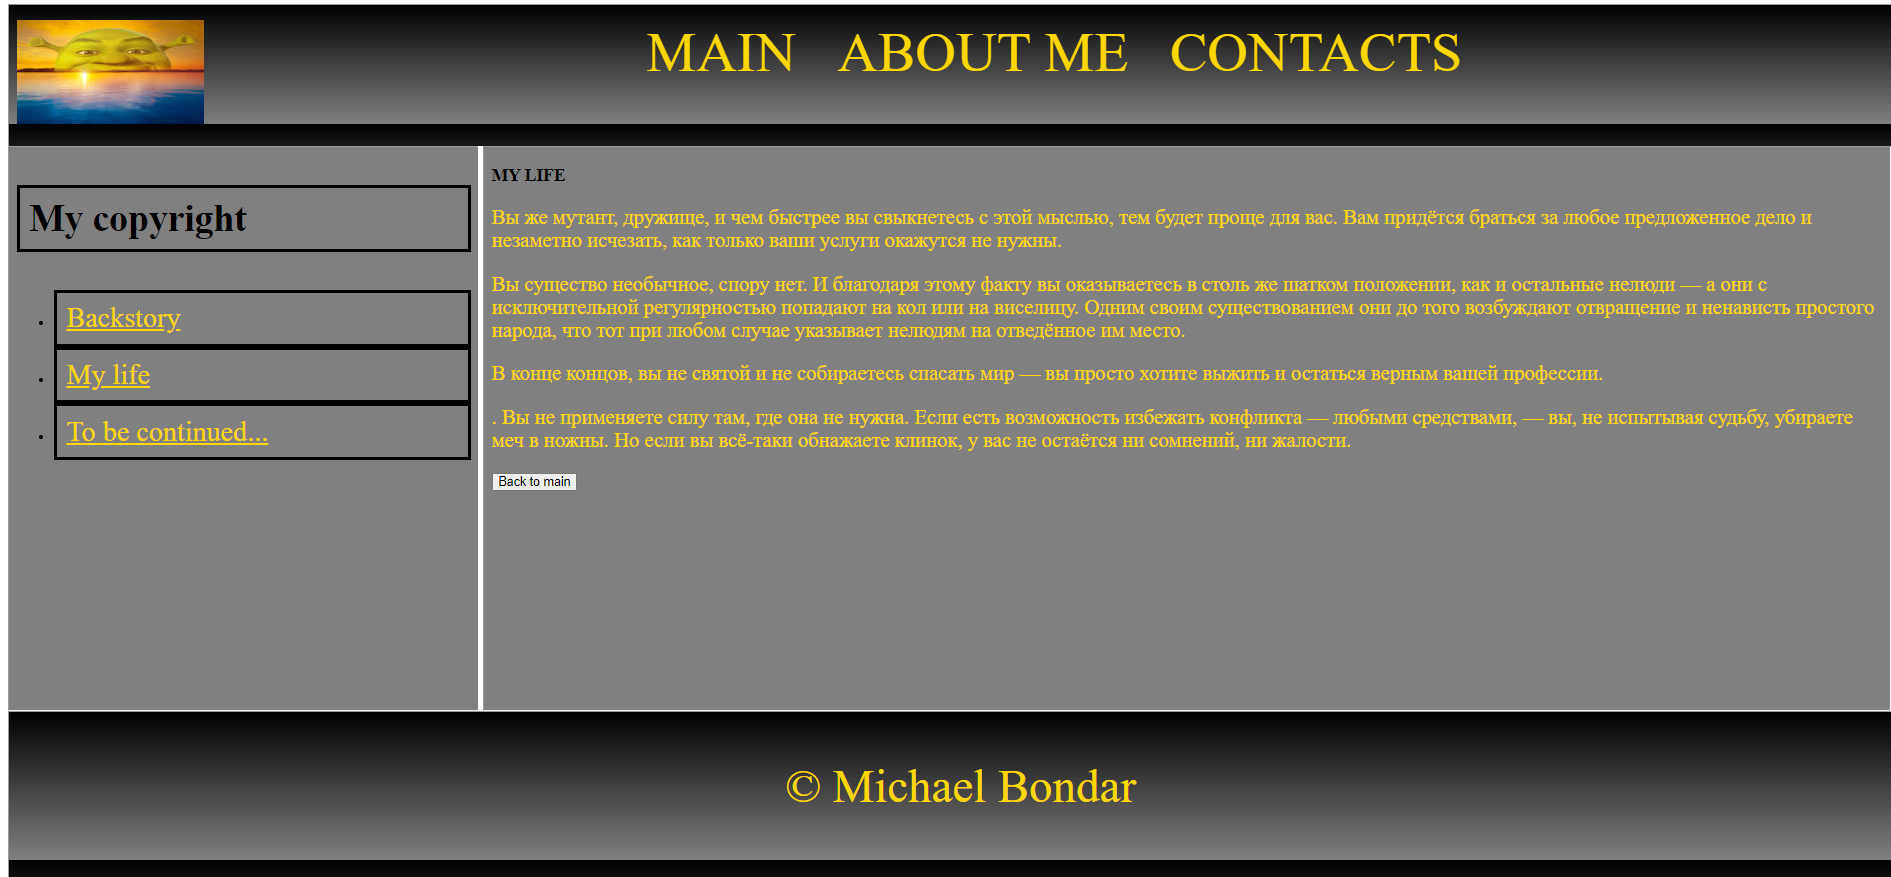 MAIN ABOUT ME CONTACTS
My copyright
Backstory
My life
To be continued...
MY LIFE
Вы же мутант, дружище, и чем быстрее вы свыкнетесь с этой мыслью, тем будет проще для вас. Вам придётся браться за любое предложенное дело и
незаметно исчезать, как только ваши услуги окажутся не нужны.
Вы существо необычное, спору нет. И благодаря этому факту вы оказываетесь в столь же шатком положении, как и остальные нелюди — а они с
исключительной регулярностью попадают на кол или на виселицу. Одним своим существованием они до того возбуждают отвращение и ненависть простого
народа, что тот при любом случае указывает нелюдям на отведённое им место.
В конце концов, вы не святой и не собираетесь спасать мир — вы просто хотите выжить и остаться верным вашей профессии.
. Вы не применяете силу там, где она не нужна. Если есть возможность избежать конфликта — любыми средствами, — вы, не испытывая судьбу, убираете
меч в ножны. Но если вы всё-таки обнажаете клинок, у вас не остаётся ни сомнений, ни жалости.
Back to main
© Michael Bondar